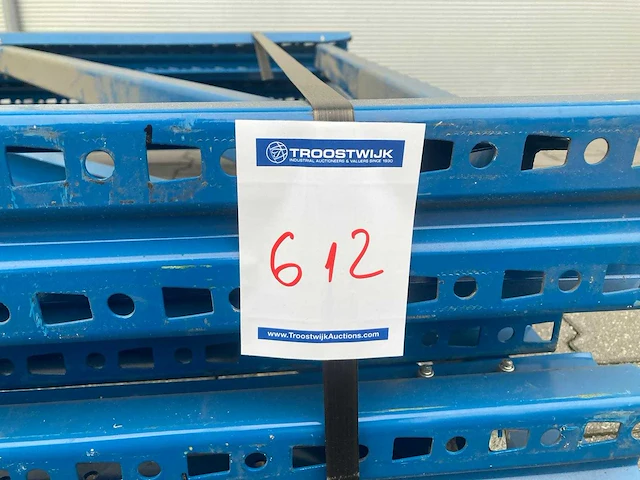 TROOSTWIJK
INDUSTRIAL AUCTIONEERS & VALUERS SINCE 1930
612
www.TroostwijkAuctions.com